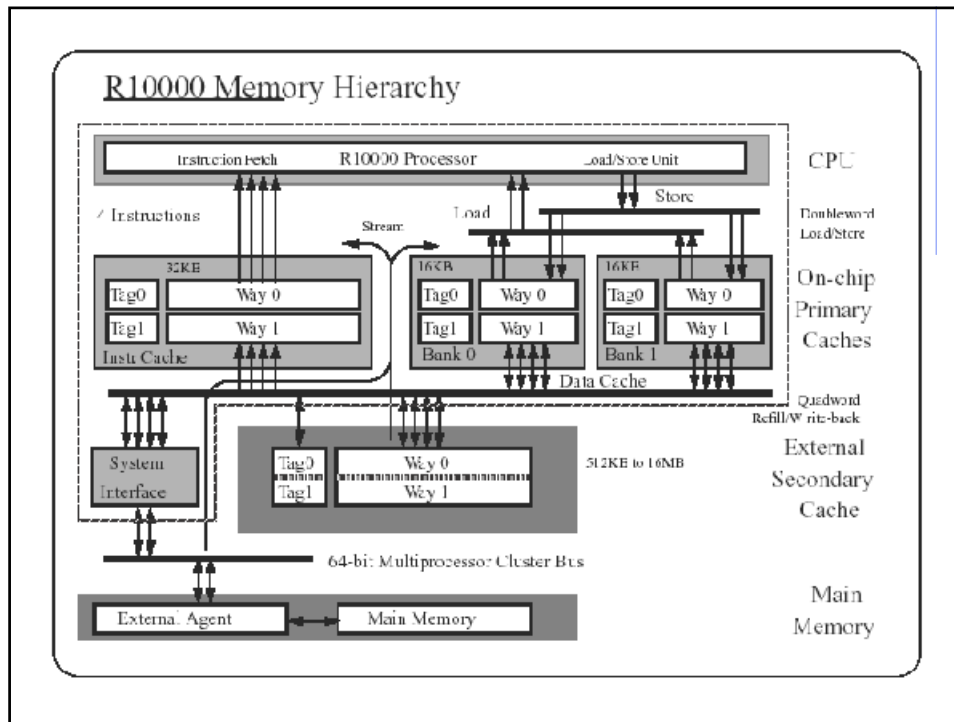 R10000 Memory Hierarchy
Instruction Fetch
R10000 Processor
Load/Store Unit
CPU
Instructions
Stream
Load
Store
Doubleword
Load/Store
32KB
16KB
16KB
Tag0
Way 0
Tag0
Way 0
Tag0
Way 0
Tag1
Way 1
Tag1
Way 1
Tag1
Way 1
Instr Cache
Bank 0
Bank 1
On-chip
Primary
Caches
Data Cache
Quadword
Refill/Write-back
System
Interface
Tag0
Way 0
Tag1
Way 1
512KB to 16MB
External
Secondary
Cache
64-bit Multiprocessor Cluster Bus
External Agent
Main Memory
Main
Memory